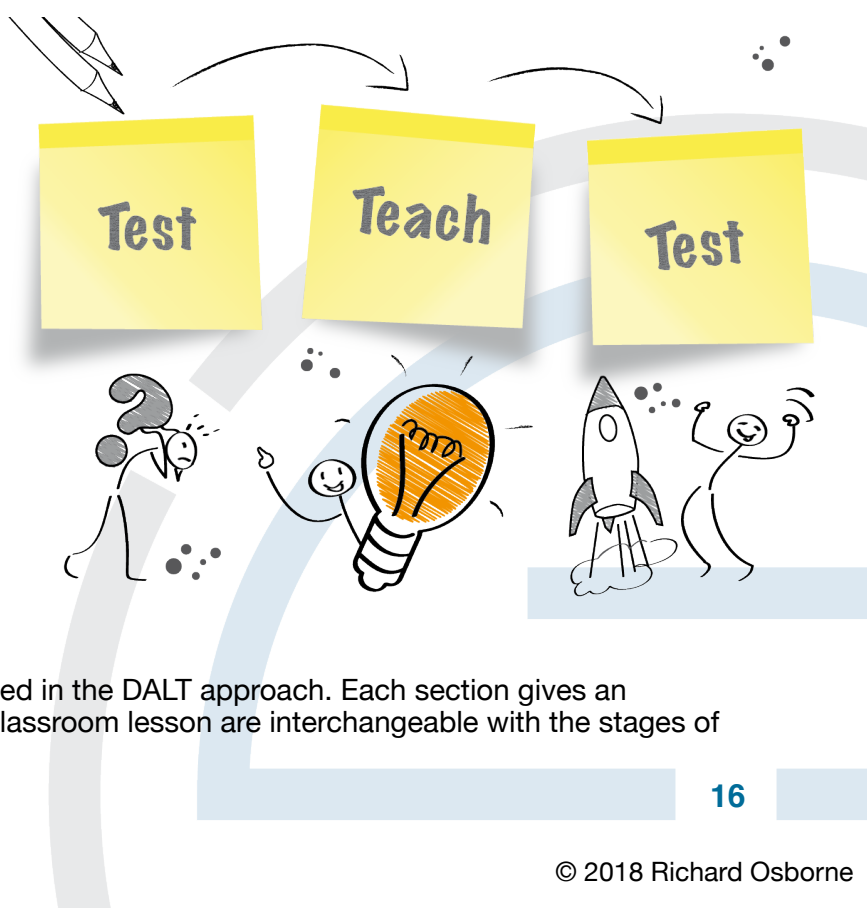 Test
Teach
Test
ed in the DALT approach. Each section gives an
lassroom lesson are interchangeable with the stages of
16
© 2018 Richard Osborne